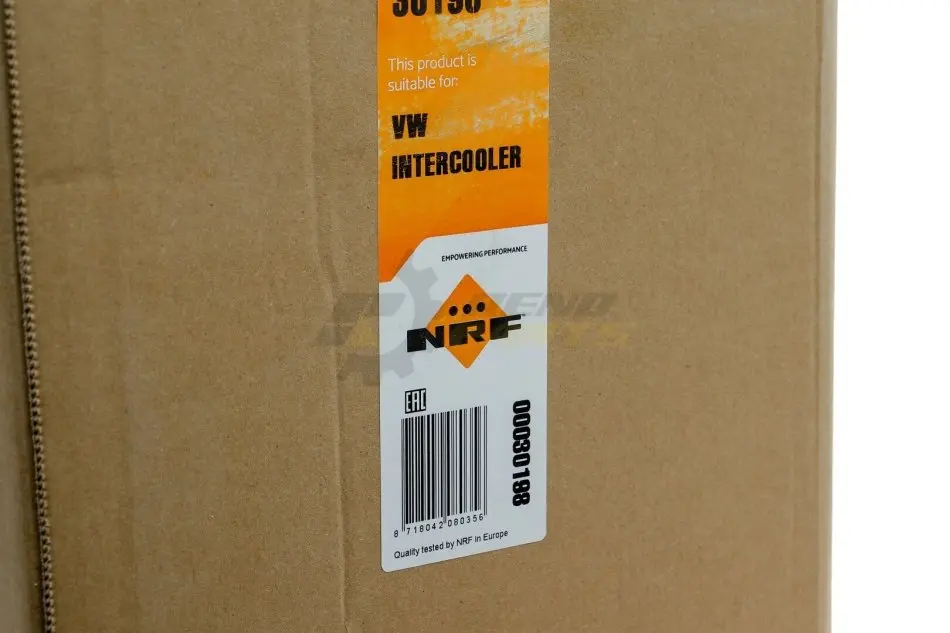 30198
This product is
suitable for:
VW
INTERCOOLER
EMPOWERING PERFORMANCE
NRF
EAC
00030198
8 718042 080356
Quality tested by NRF in Europe